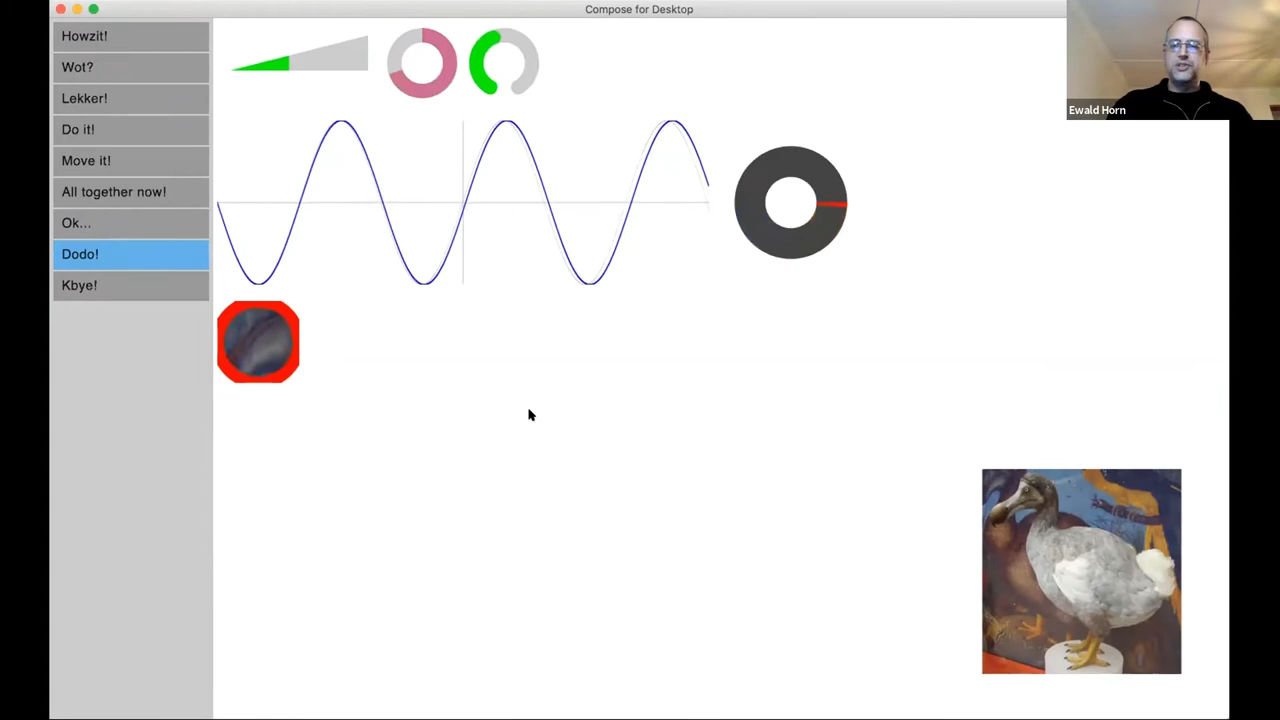 Compose for Desktop
Howzit!
Wot?
Lekker!
Do it!
Move it!
All together now!
Ok...
Dodo!
Kbye!
Ewald Horn